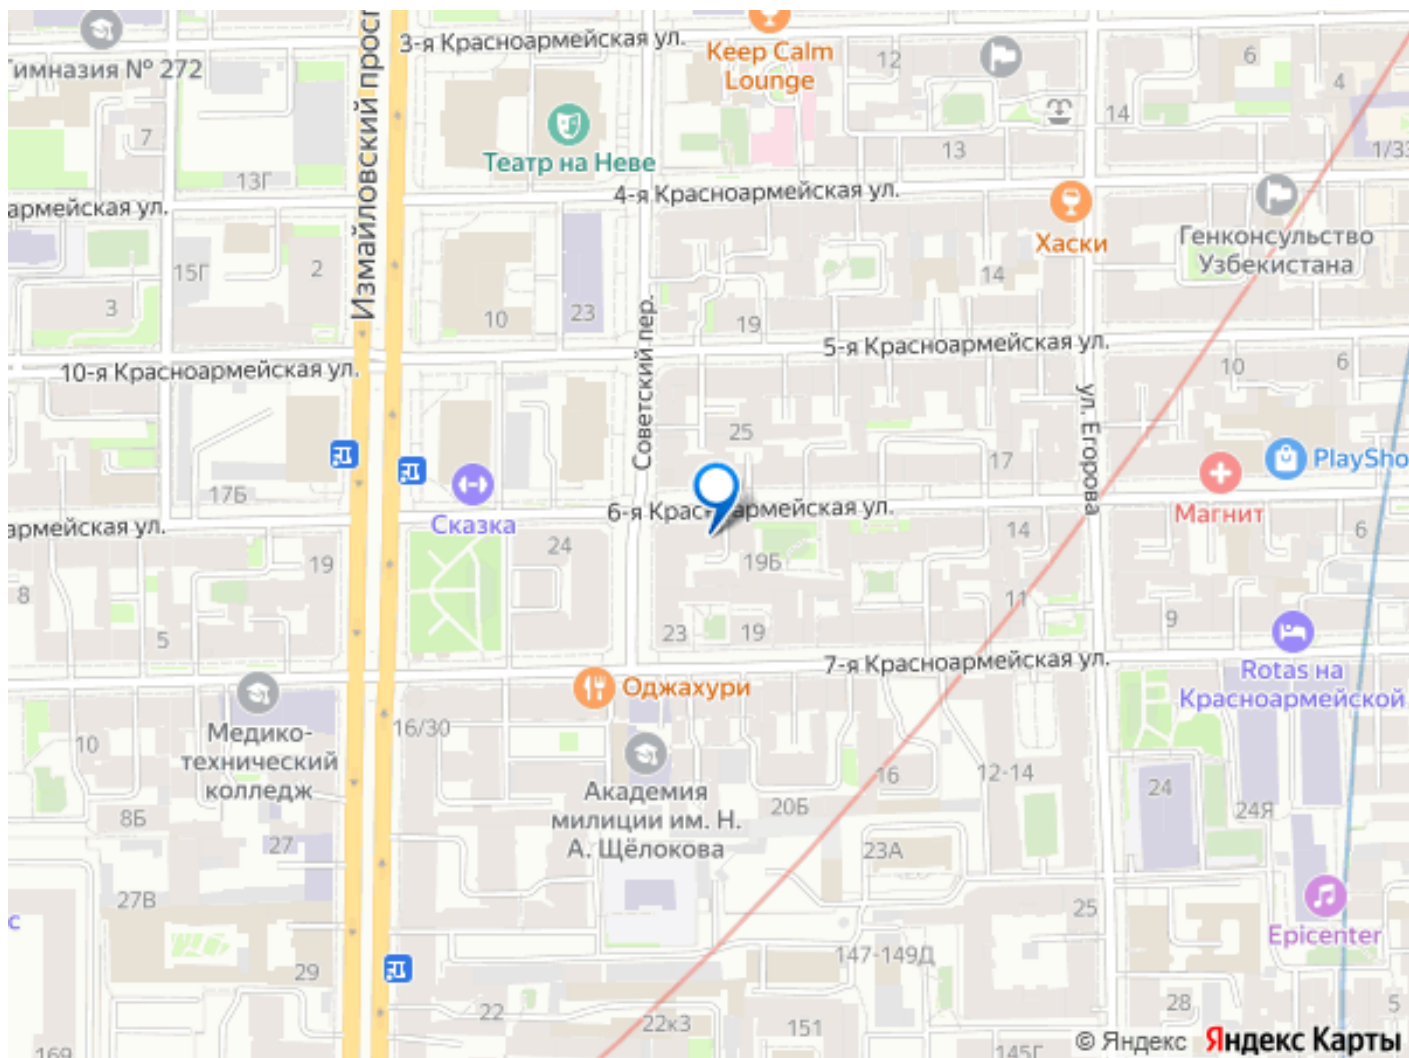 3-я Красноармейская ул.
Keep Calm
Lounge
12
6
4
имназия № 272
7
Измайловский просп
Театр на Неве
14
13
1/33
13Г
4-я Красноармейская ул.
армейская ул.
Хаски
Генконсульство
Узбекистана
15Г
2
14
3
10
23
19
Советский пер.
5-я Красноармейская ул.
10-я Красноармейская ул.
10
6
ул. Егорова
25
17
PlaySho
17Б
Сказка
6-я Крас
армейская ул.
Магнит
армейская ул.
14
6
24
19Б
19
8
11
9
5
23
19
7-я Красноармейская ул.
Оджахури
Rotas на
Красноармейской
16/30
Медико-
технический
колледж
10
16
12-14
24
Академия
милиции им. Н.
А. Щёлокова
20Б
24Я
8Б
27
23А
27В
25
с
Epicenter
147-149Д
29
22
22к3
151
28
5
169
145Г
© Яндекс Яндекс Карты